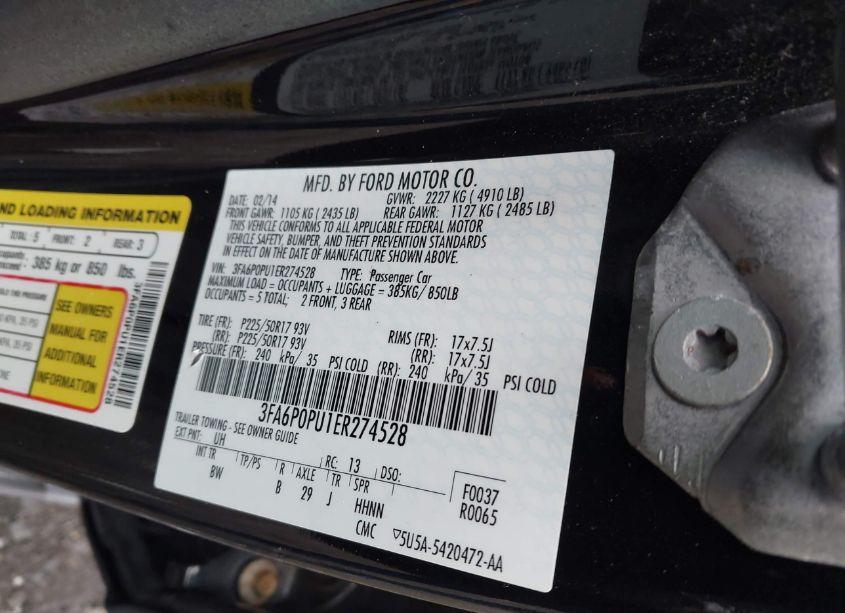 ND LOADING INFORMATION
TOTAL: 5 FRONT: 2 REAR: 3
exceed - 385 kg or 850 lbs.
SEE OWNERS
MANUAL FOR
ADDITIONAL
INFORMATION
3FA6P0PU1ER274528
MFD. BY FORD MOTOR CO.
DATE: 02/14 GVWR: 2227 KG ( 4910 LB)
FRONT GAWR: 1105 KG ( 2435 LB) REAR GAWR: 1127 KG ( 2485 LB)
THIS VEHICLE CONFORMS TO ALL APPLICABLE FEDERAL MOTOR
VEHICLE SAFETY, BUMPER, AND THEFT PREVENTION STANDARDS
IN EFFECT ON THE DATE OF MANUFACTURE SHOWN ABOVE.
VIN: 3FA6P0PU1ER274528 TYPE: Passenger Car
MAXIMUM LOAD = OCCUPANTS + LUGGAGE = 385KG/ 850LB
OCCUPANTS = 5 TOTAL; 2 FRONT, 3 REAR
TIRE (FR): P225/50R17 93V RIMS (FR): 17x7.5J
(RR): P225/50R17 93V (RR): 17x7.5J
PRESSURE (FR): 240 kPa/ 35 PSI COLD (RR): 240 kPa/ 35 PSI COLD
3FA6P0PU1ER274528
TRAILER TOWING - SEE OWNER GUIDE
EXT PNT: UH RC: 13 DSO:
INT TR TP/PS R AXLE TR SPR
BW B 29 J HHNN
F0037
R0065
CMC 5U5A-5420472-AA